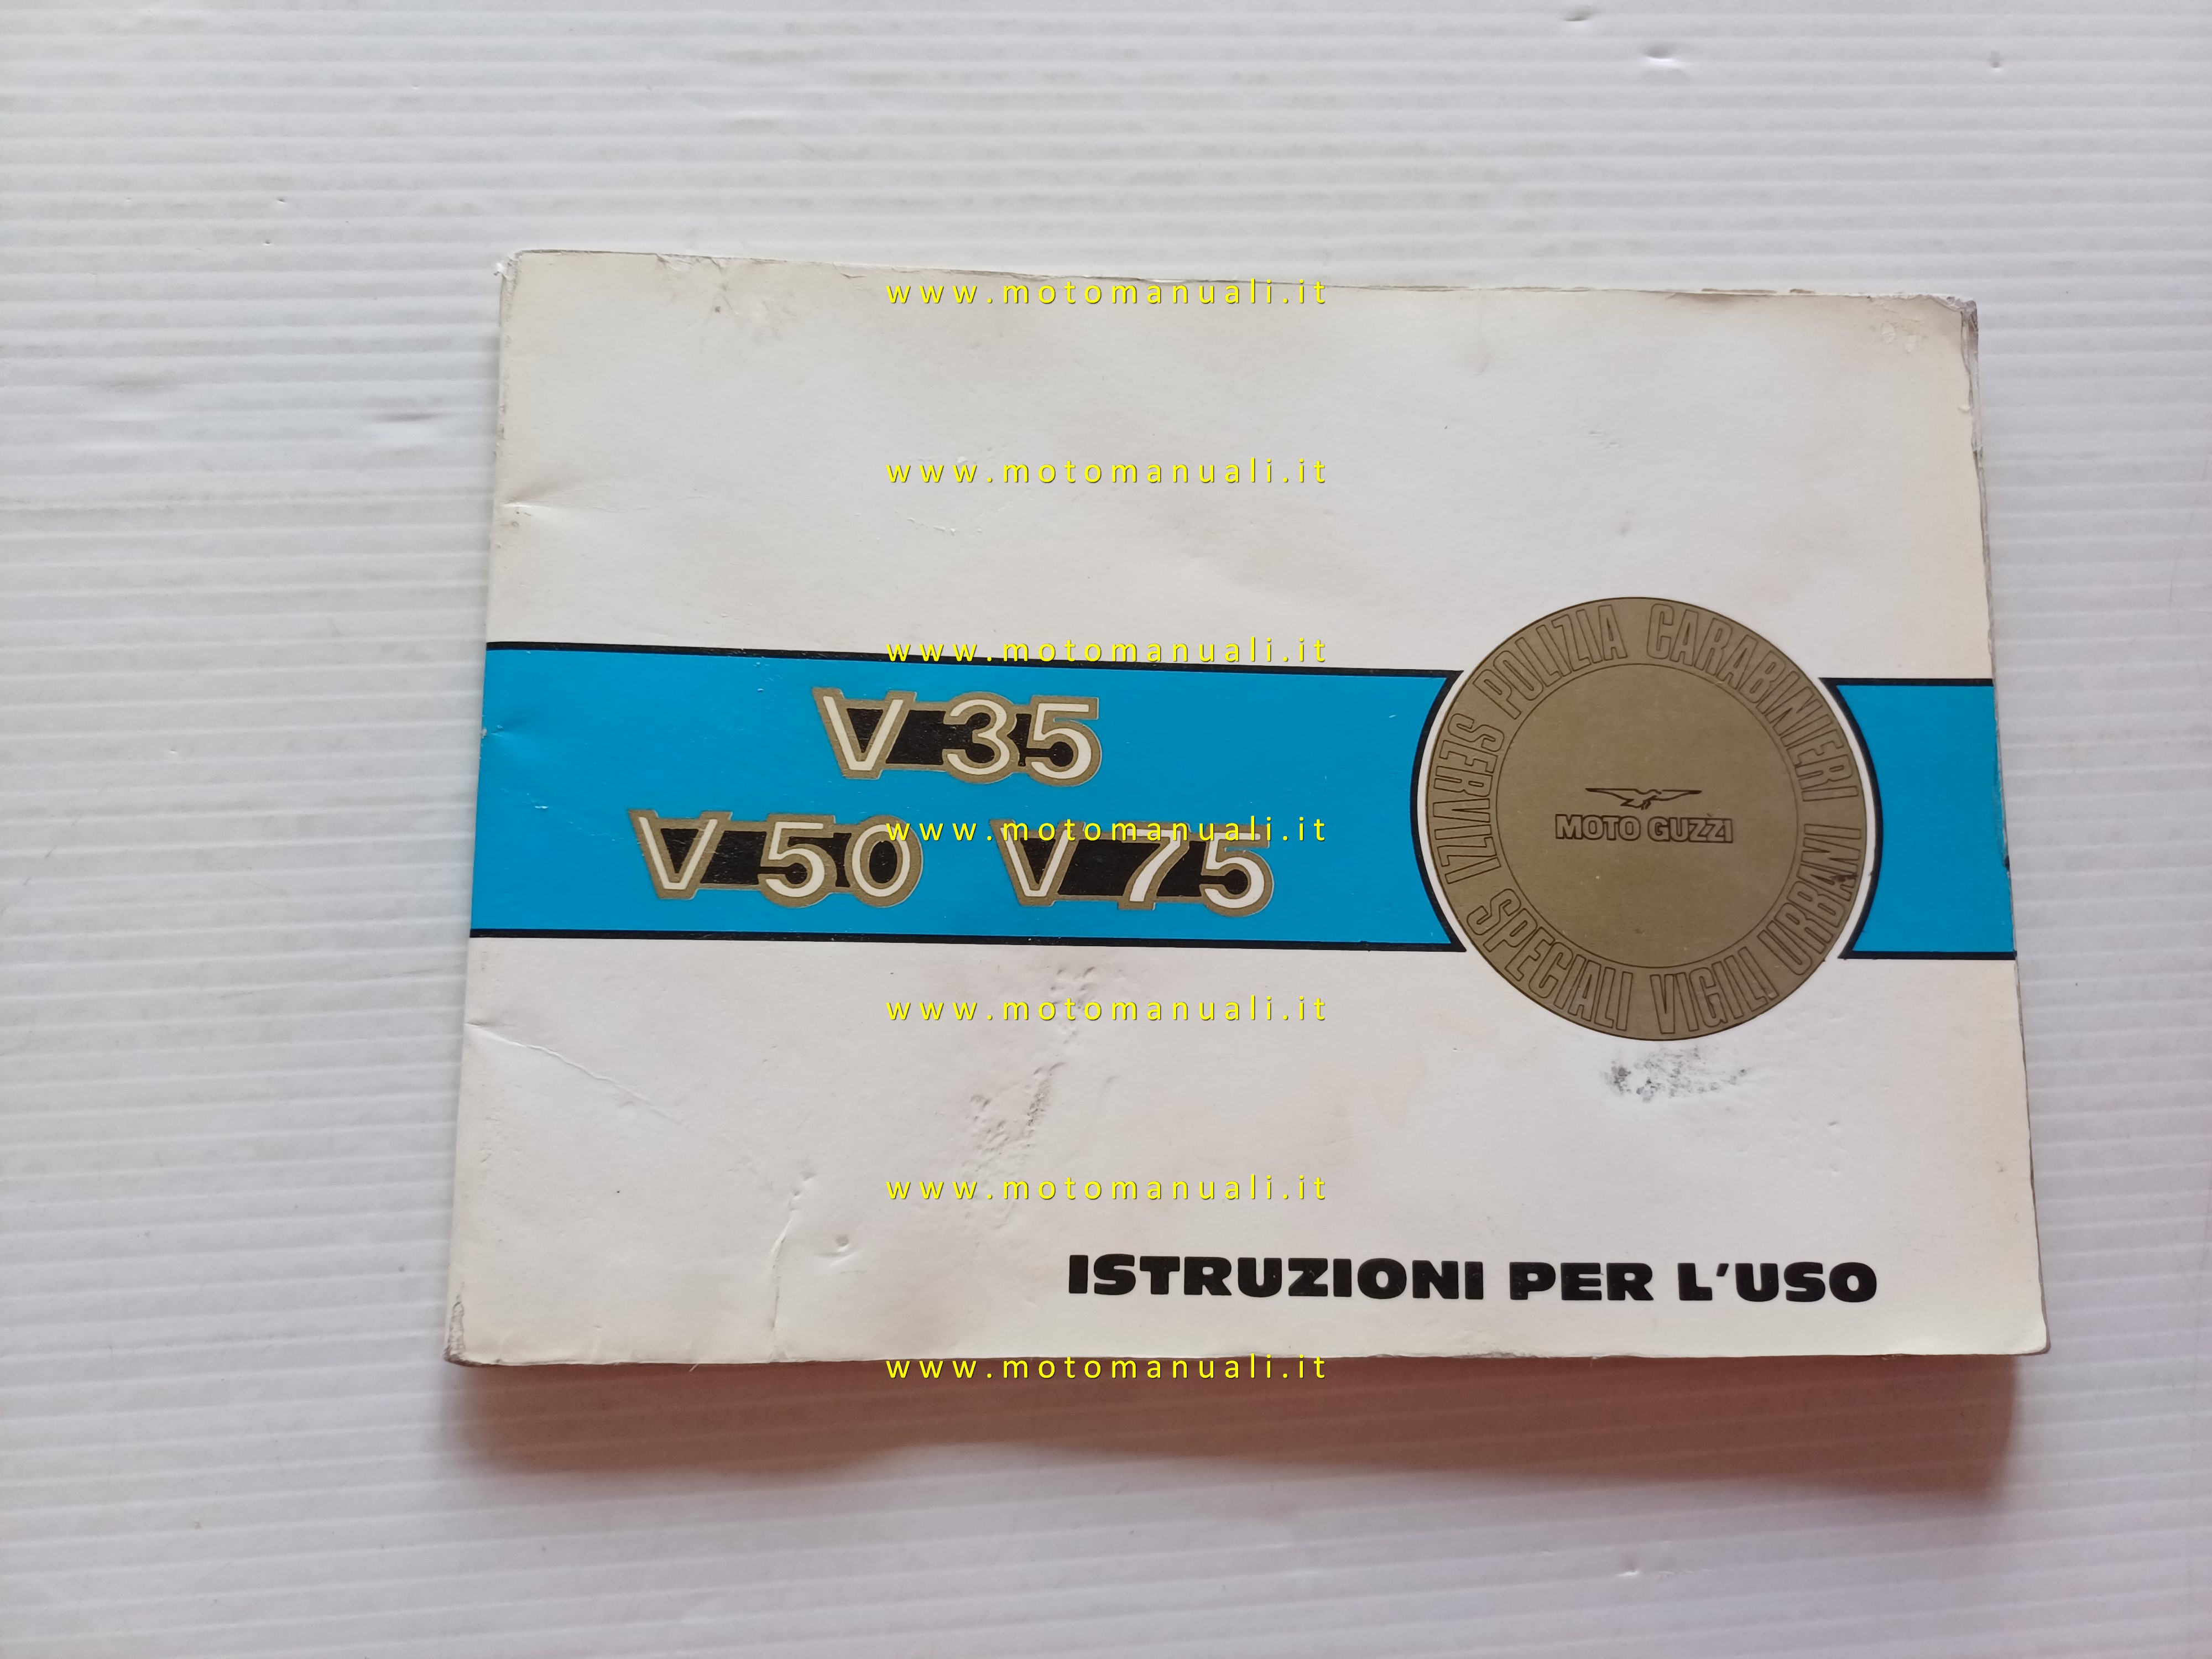 www.motomanuali.it
www.motomanuali.it
www.motomanuali.it
V 35
V 50 V 75
www.motomanuali.it
SERVIZI SPECIALI VIGILI URBANI POLIZIA CARABINIERI
MOTO GUZZI
www.motomanuali.it
www.motomanuali.it
ISTRUZIONI PER L'USO
www.motomanuali.it